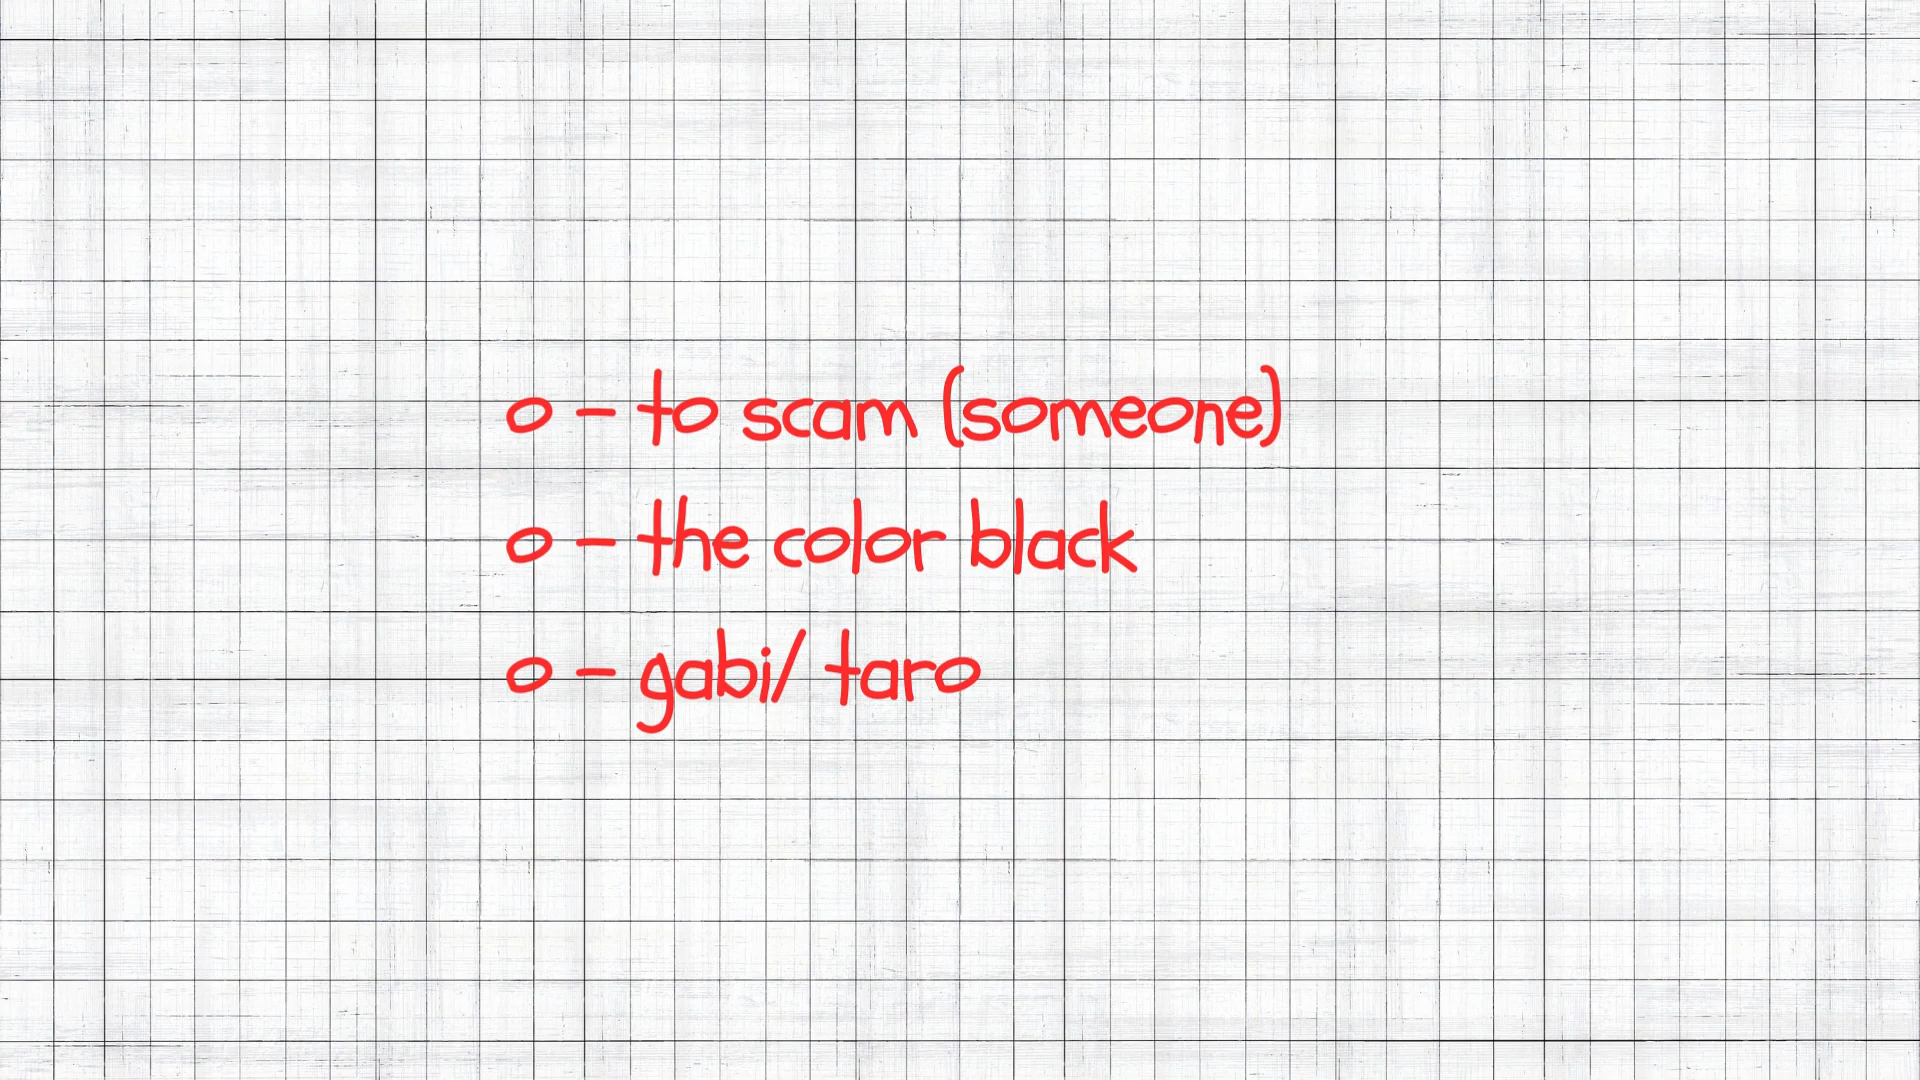 o - to scam (someone)
o - the color black
o - gabi/ taro